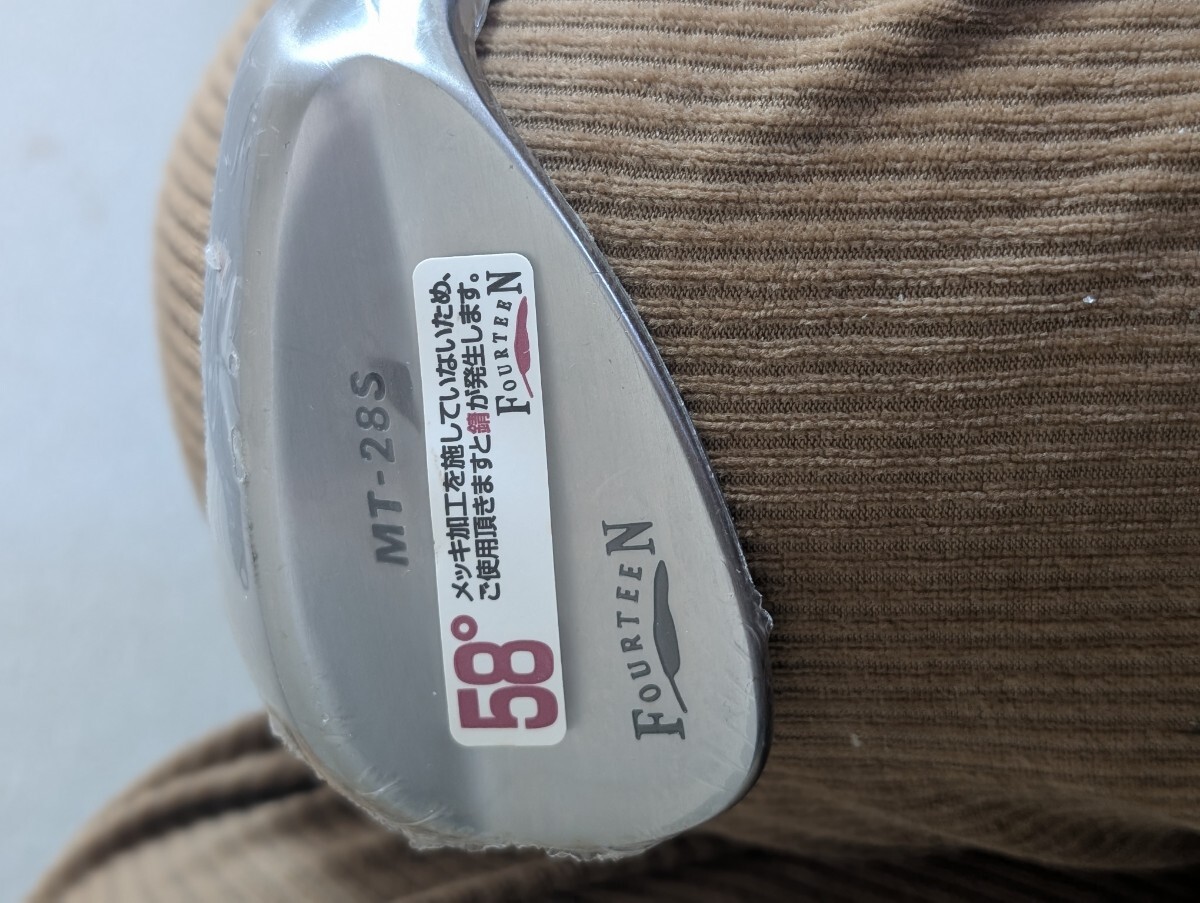 MT-28S
58°
メッキ加工を施していないため、
ご使用頂きますと錆が発生します。
FOURTEEN
FOURTEEN